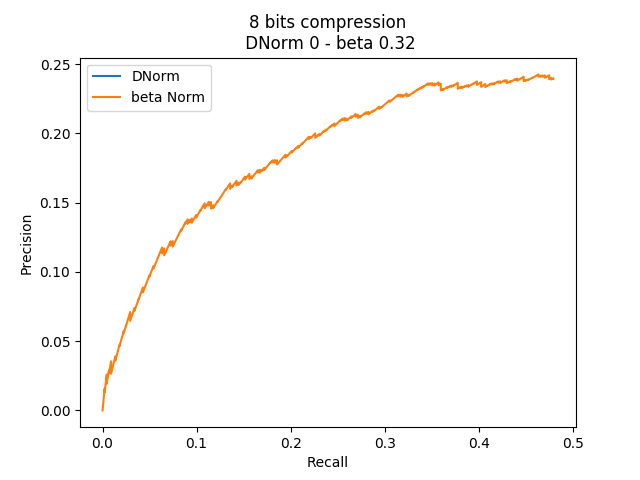 8 bits compression
DNorm 0 - beta 0.32
DNorm
beta Norm
0.25
0.20
0.15
0.10
0.05
0.00
Precision
0.0 0.1 0.2 0.3 0.4 0.5
Recall